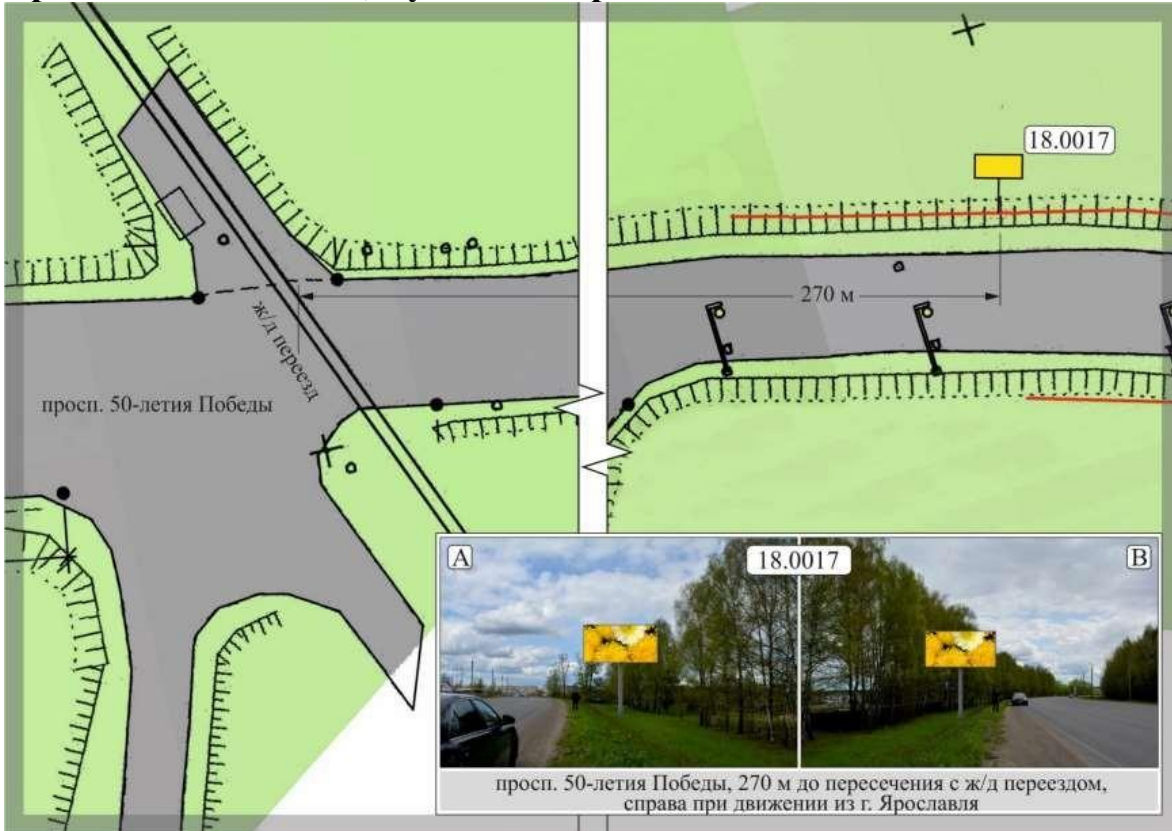 18.0017
270 м
ж/д переезд
просп. 50-летия Победы
А
18.0017
В
просп. 50-летия Победы, 270 м до пересечения с ж/д переездом,
справа при движении из г. Ярославля